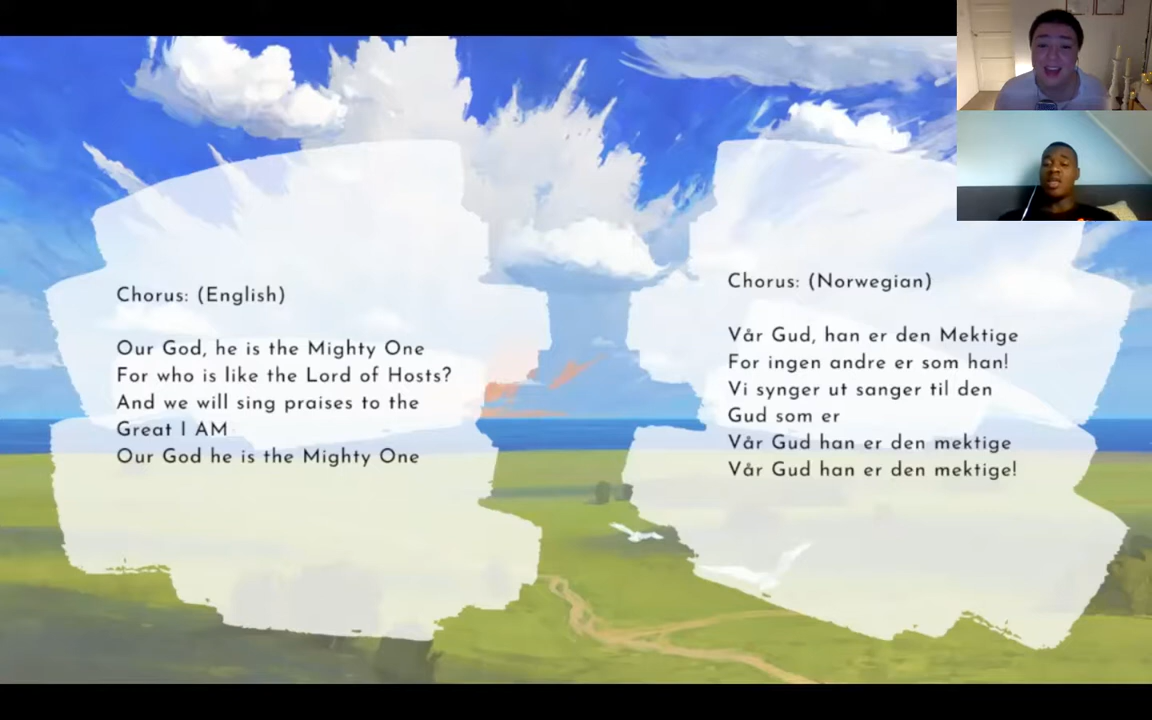 Chorus: (English)
Our God, he is the Mighty One
For who is like the Lord of Hosts?
And we will sing praises to the
Great I AM
Our God he is the Mighty One
Chorus: (Norwegian)
Vår Gud, han er den Mektige
For ingen andre er som han!
Vi synger ut sanger til den
Gud som er
Vår Gud han er den mektige
Vår Gud han er den mektige!